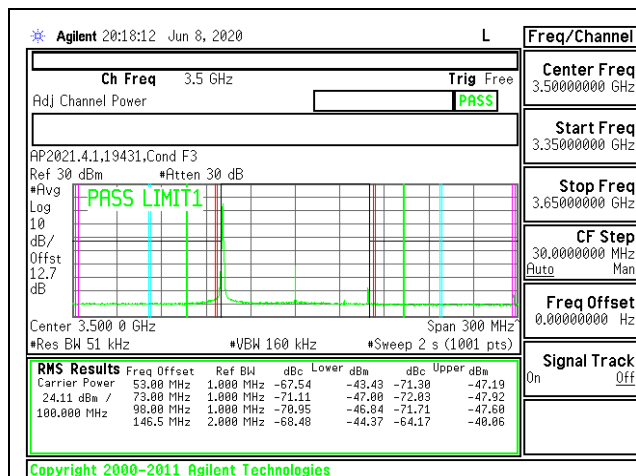 Agilent 20:18:12 Jun 8, 2020 L Freq/Channel
Ch Freq 3.5 GHz Trig Free
Adj Channel Power PASS
Center Freq
3.50000000 GHz
Start Freq
3.35000000 GHz
Stop Freq
3.65000000 GHz
CF Step
30.0000000 MHz
Auto Man
Freq Offset
0.00000000 Hz
Signal Track
On Off
AP2021.4.1,19431,Cond F3
Ref 30 dBm #Atten 30 dB
#Avg
Log
10
dB/
Offst
12.7
dB
PASS LIMIT1
Center 3.500 0 GHz Span 300 MHz^
#Res BW 51 kHz #VBW 160 kHz #Sweep 2 s (1001 pts)
RMS Results Freq Offset Ref BW dBc Lower dBm dBc Upper dBm
Carrier Power 53.00 MHz 1.000 MHz -67.54 -43.43 -71.30 -47.19
24.11 dBm / 73.00 MHz 1.000 MHz -71.11 -47.00 -72.03 -47.92
100.000 MHz 98.00 MHz 1.000 MHz -70.95 -46.84 -71.71 -47.60
146.5 MHz 2.000 MHz -68.48 -44.37 -64.17 -40.06
Copyright 2000-2011 Agilent Technologies